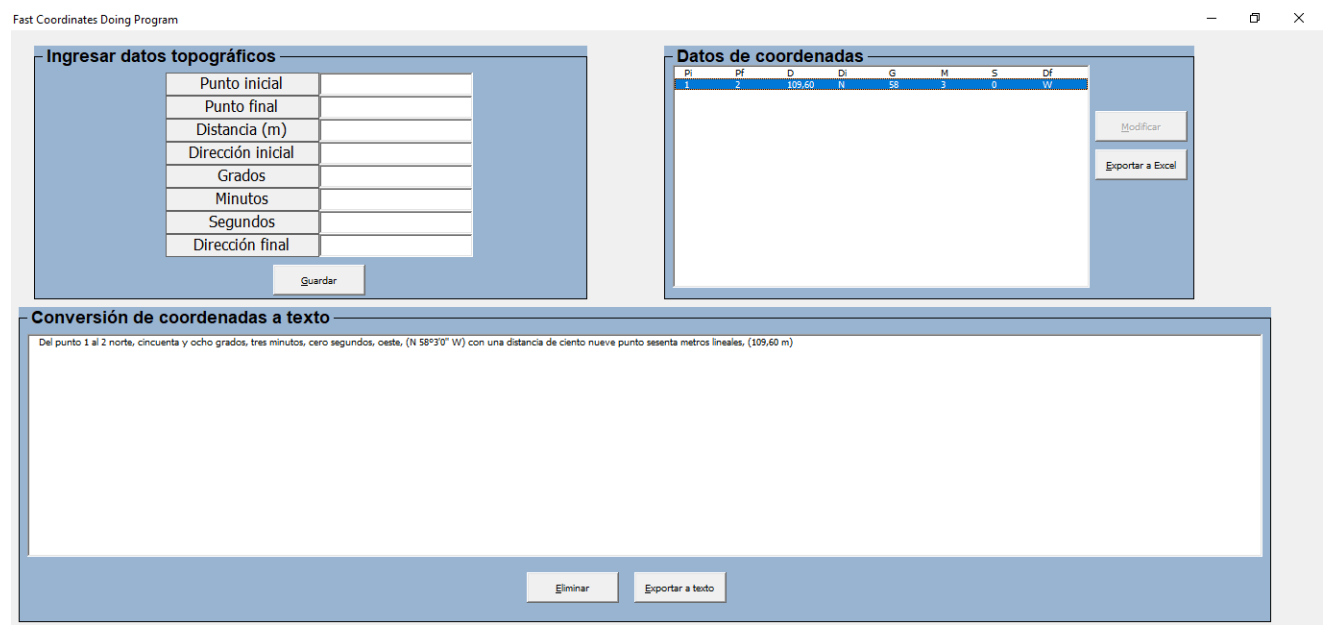 Fast Coordinates Doing Program
Ingresar datos topográficos
Punto inicial
Punto final
Distancia (m)
Dirección inicial
Grados
Minutos
Segundos
Dirección final
Guardar
Datos de coordenadas
Pi Pf D Di G M S Df
1 2 109,60 N 58 3 0 W
Modificar
Exportar a Excel
Conversión de coordenadas a texto
Del punto 1 al 2 norte, cincuenta y ocho grados, tres minutos, cero segundos, oeste, (N 58º3'0" W) con una distancia de ciento nueve punto sesenta metros lineales, (109,60 m)
Eliminar
Exportar a texto